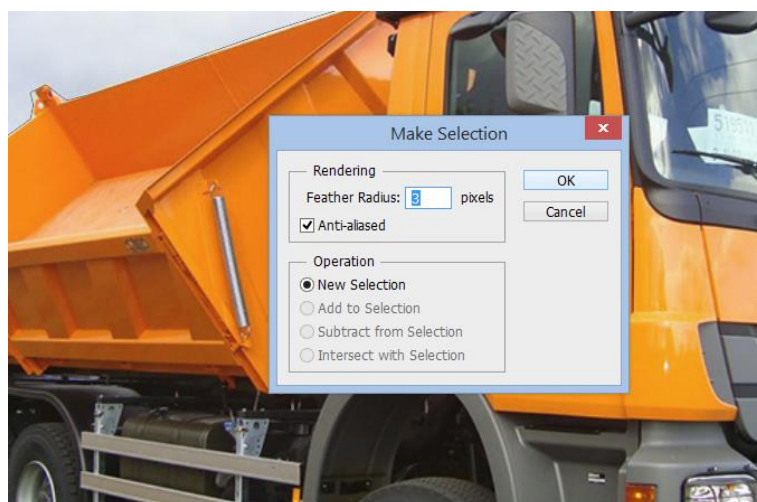 Make Selection
Rendering
Feather Radius: 3 pixels
Anti-aliased
Operation
New Selection
Add to Selection
Subtract from Selection
Intersect with Selection
OK
Cancel